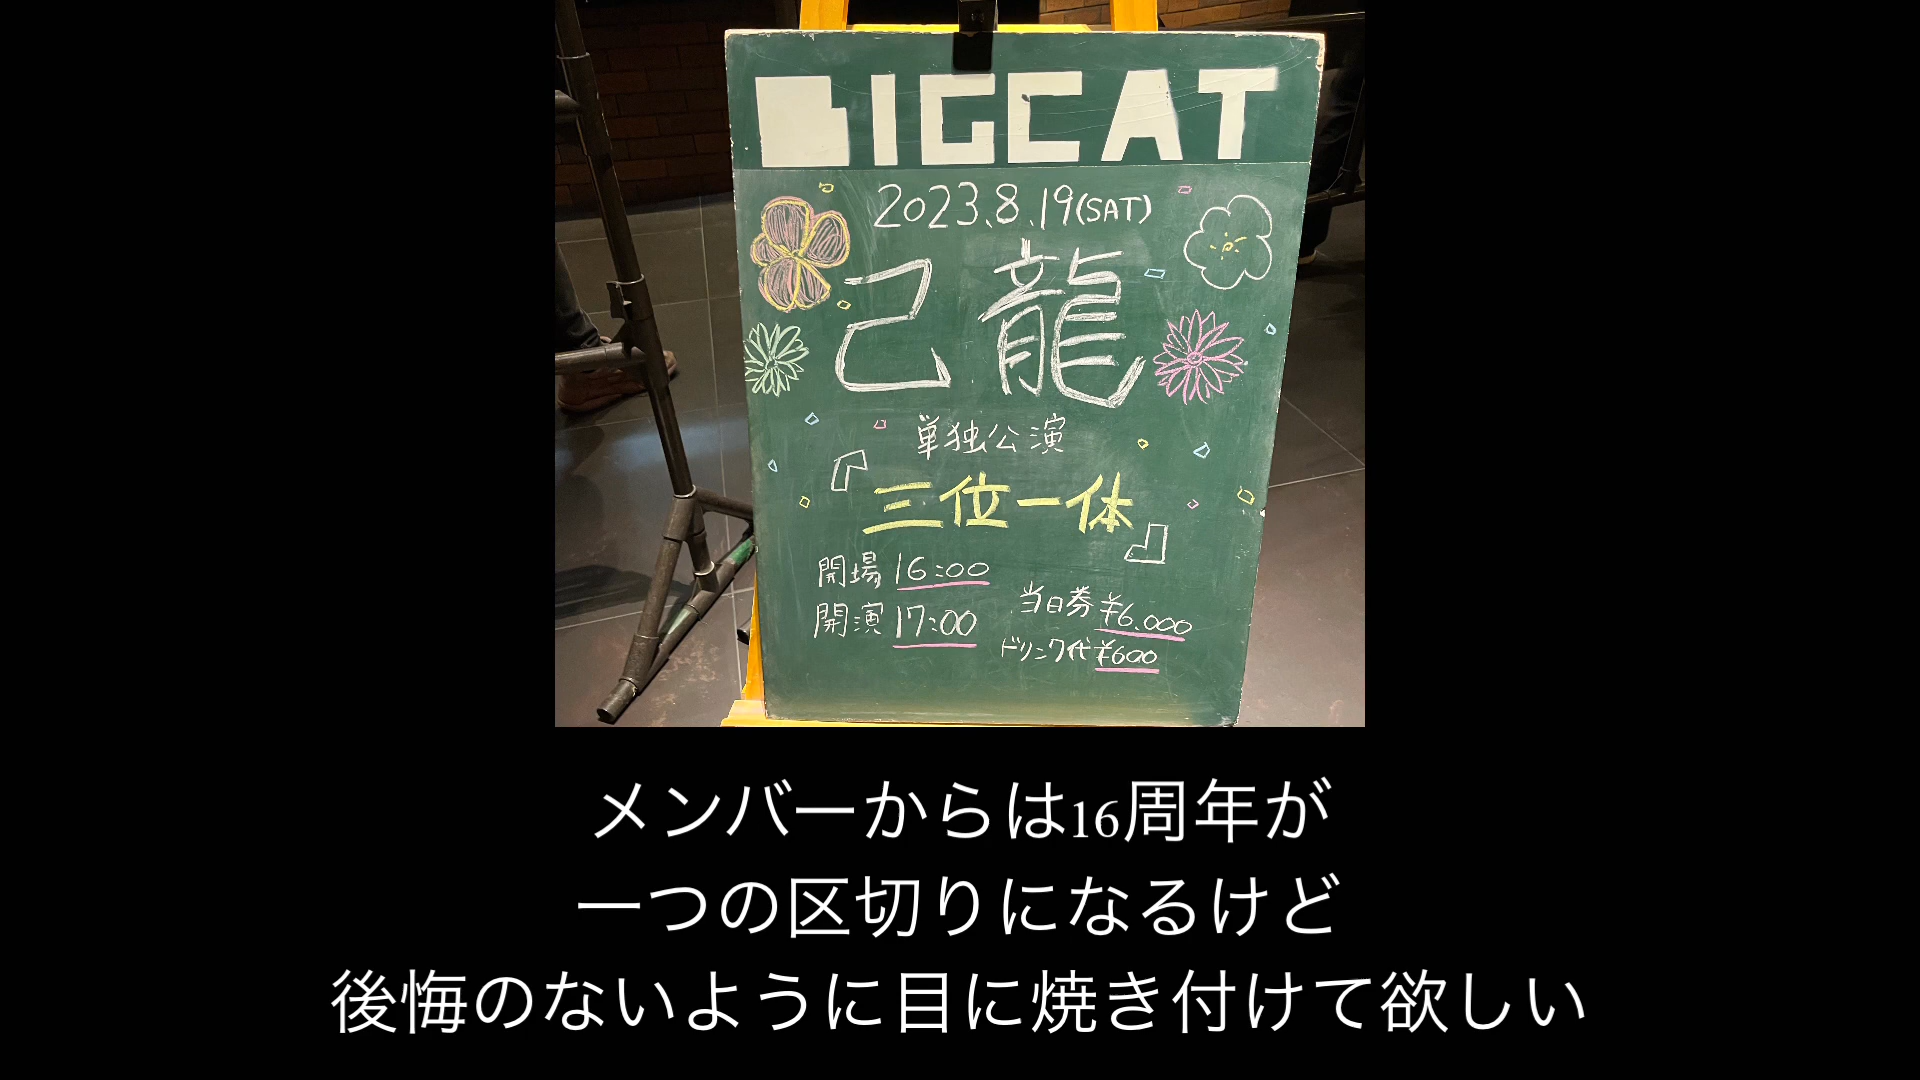 BIGCAT
2023.8.19(SAT)
己龍
単独公演
『三位一体』
開場 16:00
開演 17:00
当日券 ¥6,000
ドリンク代 ¥600
メンバーからは16周年が
一つの区切りになるけど
後悔のないように目に焼き付けて欲しい